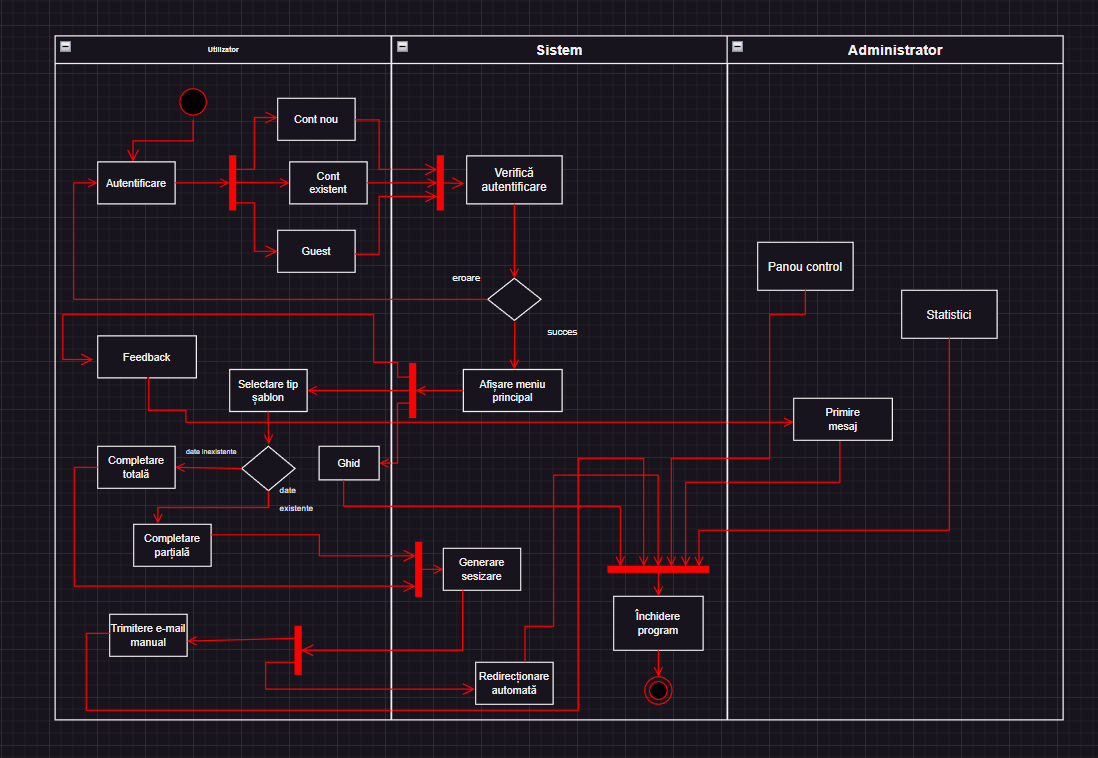 Utilizator
Sistem
Administrator
Cont nou
Autentificare
Cont
existent
Guest
Verifică
autentificare
eroare
succes
Panou control
Statistici
Feedback
Selectare tip
șablon
Afișare meniu
principal
Primire
mesaj
Completare
totală
date inexistente
Ghid
date
existente
Completare
parțială
Generare
sesizare
Trimitere e-mail
manual
Redirecționare
automată
Închidere
program